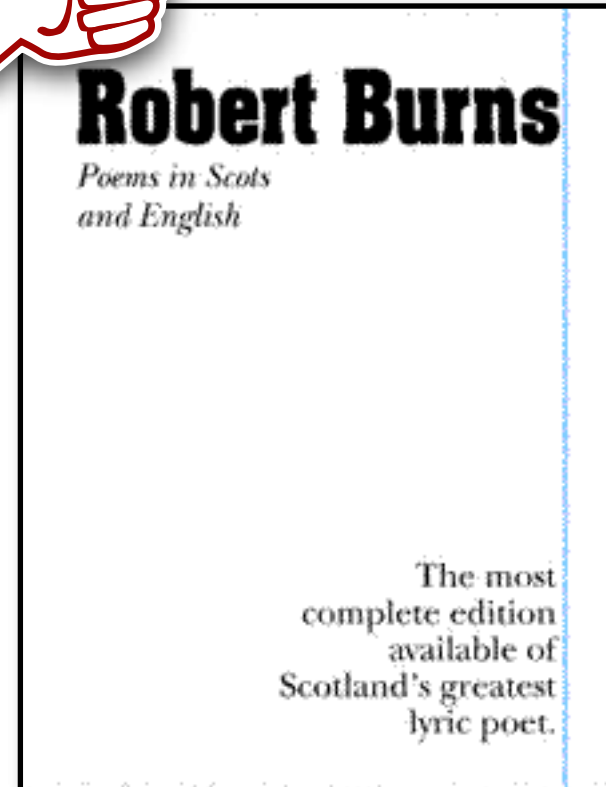 Robert Burns
Poems in Scots
and English
The most
complete edition
available of
Scotland's greatest
lyric poet.